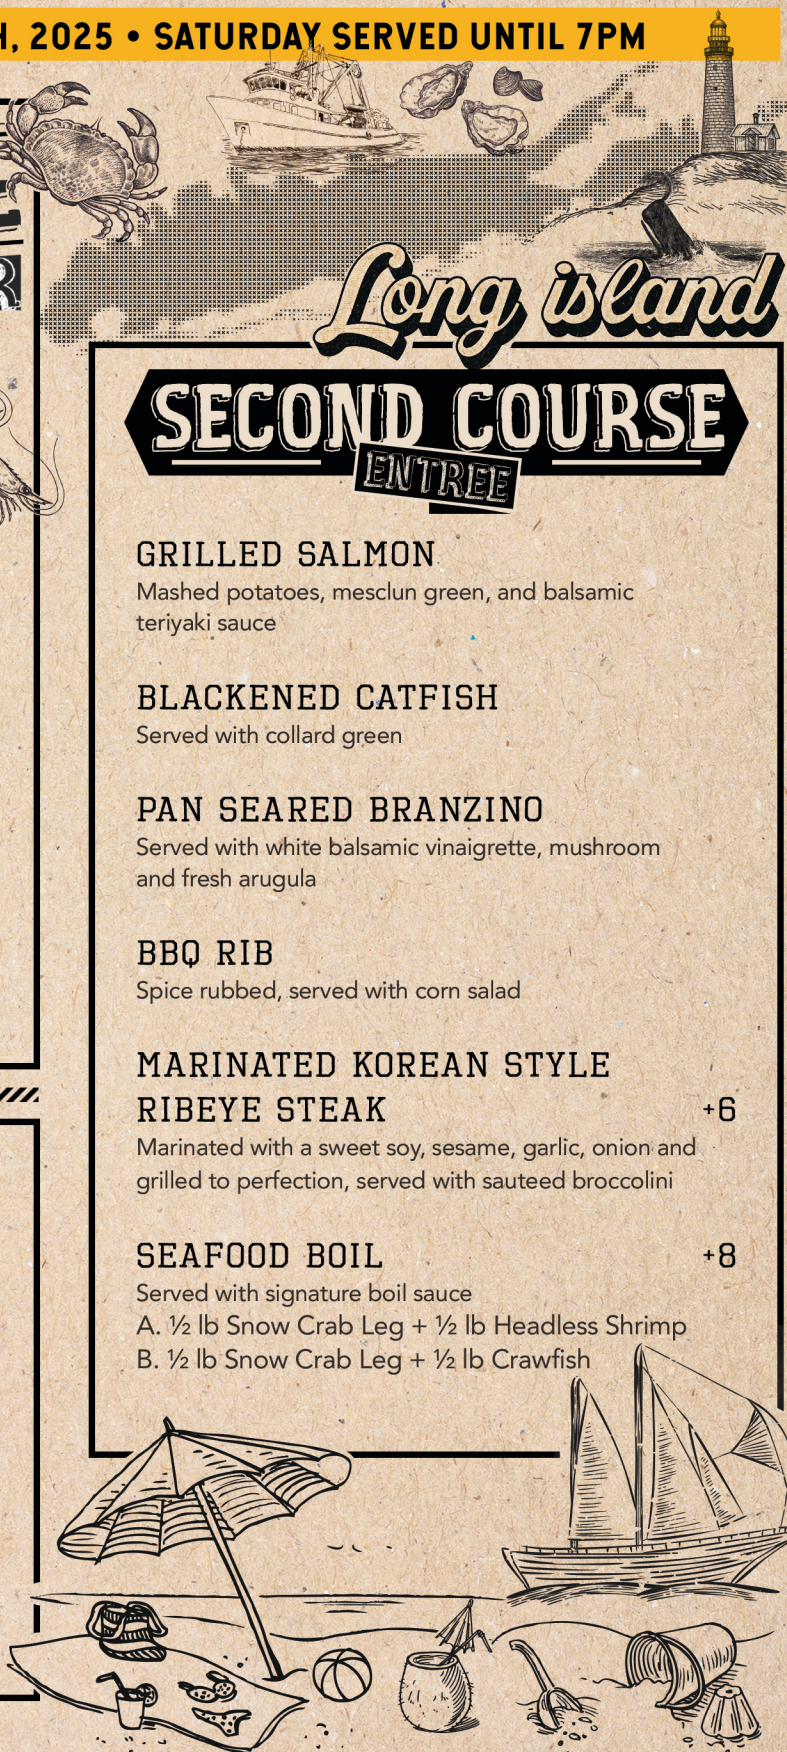 , 2025 • SATURDAY SERVED UNTIL 7PM
Long island
SECOND COURSE
ENTREE
GRILLED SALMON
Mashed potatoes, mesclun green, and balsamic
teriyaki sauce
BLACKENED CATFISH
Served with collard green
PAN SEARED BRANZINO
Served with white balsamic vinaigrette, mushroom
and fresh arugula
BBQ RIB
Spice rubbed, served with corn salad
MARINATED KOREAN STYLE
RIBEYE STEAK +6
Marinated with a sweet soy, sesame, garlic, onion and
grilled to perfection, served with sauteed broccolini
SEAFOOD BOIL +8
Served with signature boil sauce
A. ½ lb Snow Crab Leg + ½ lb Headless Shrimp
B. ½ lb Snow Crab Leg + ½ lb Crawfish